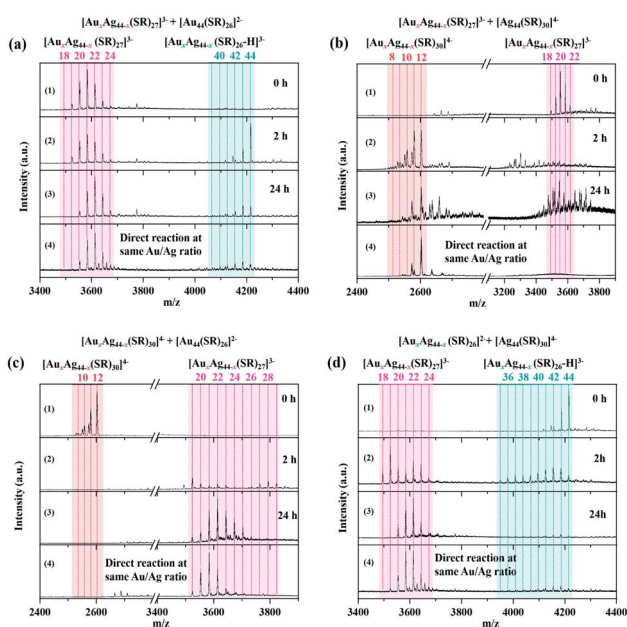 [AuxAg44-x(SR)27]3- + [Au44(SR)26]2-
(a) [AuxAg44-x (SR)27]3- [AuxAg44-x (SR)26-H]3-
18 20 22 24 40 42 44
(1) 0 h
(2) 2 h
(3) 24 h
(4) Direct reaction at
same Au/Ag ratio
Intensity (a.u.)
3400 3600 3800 4000 4200 4400
m/z
[AuxAg44-x(SR)27]3- + [Ag44(SR)30]4-
(b) [AuxAg44-x(SR)30]4- [AuxAg44-x(SR)27]3-
8 10 12 18 20 22
(1) 0 h
(2) 2 h
(3) 24 h
(4) Direct reaction at
same Au/Ag ratio
Intensity (a.u.)
2400 2600 3400 3600 3800
m/z
[AuxAg44-x(SR)30]4- + [Au44(SR)26]2-
(c) [AuxAg44-x(SR)30]4- [AuxAg44-x(SR)27]3-
10 12 20 22 24 26 28
(1) 0 h
(2) 2 h
(3) 24 h
(4) Direct reaction at
same Au/Ag ratio
Intensity (a.u.)
2400 2600 3400 3600 3800
m/z
[AuxAg44-x(SR)26]2- + [Ag44(SR)30]4-
(d) [AuxAg44-x(SR)27]3- [AuxAg44-x(SR)26-H]3-
18 20 22 24 36 38 40 42 44
(1) 0 h
(2) 2h
(3) 24h
(4) Direct reaction at
same Au/Ag ratio
Intensity (a.u.)
3400 3600 3800 4000 4200 4400
m/z